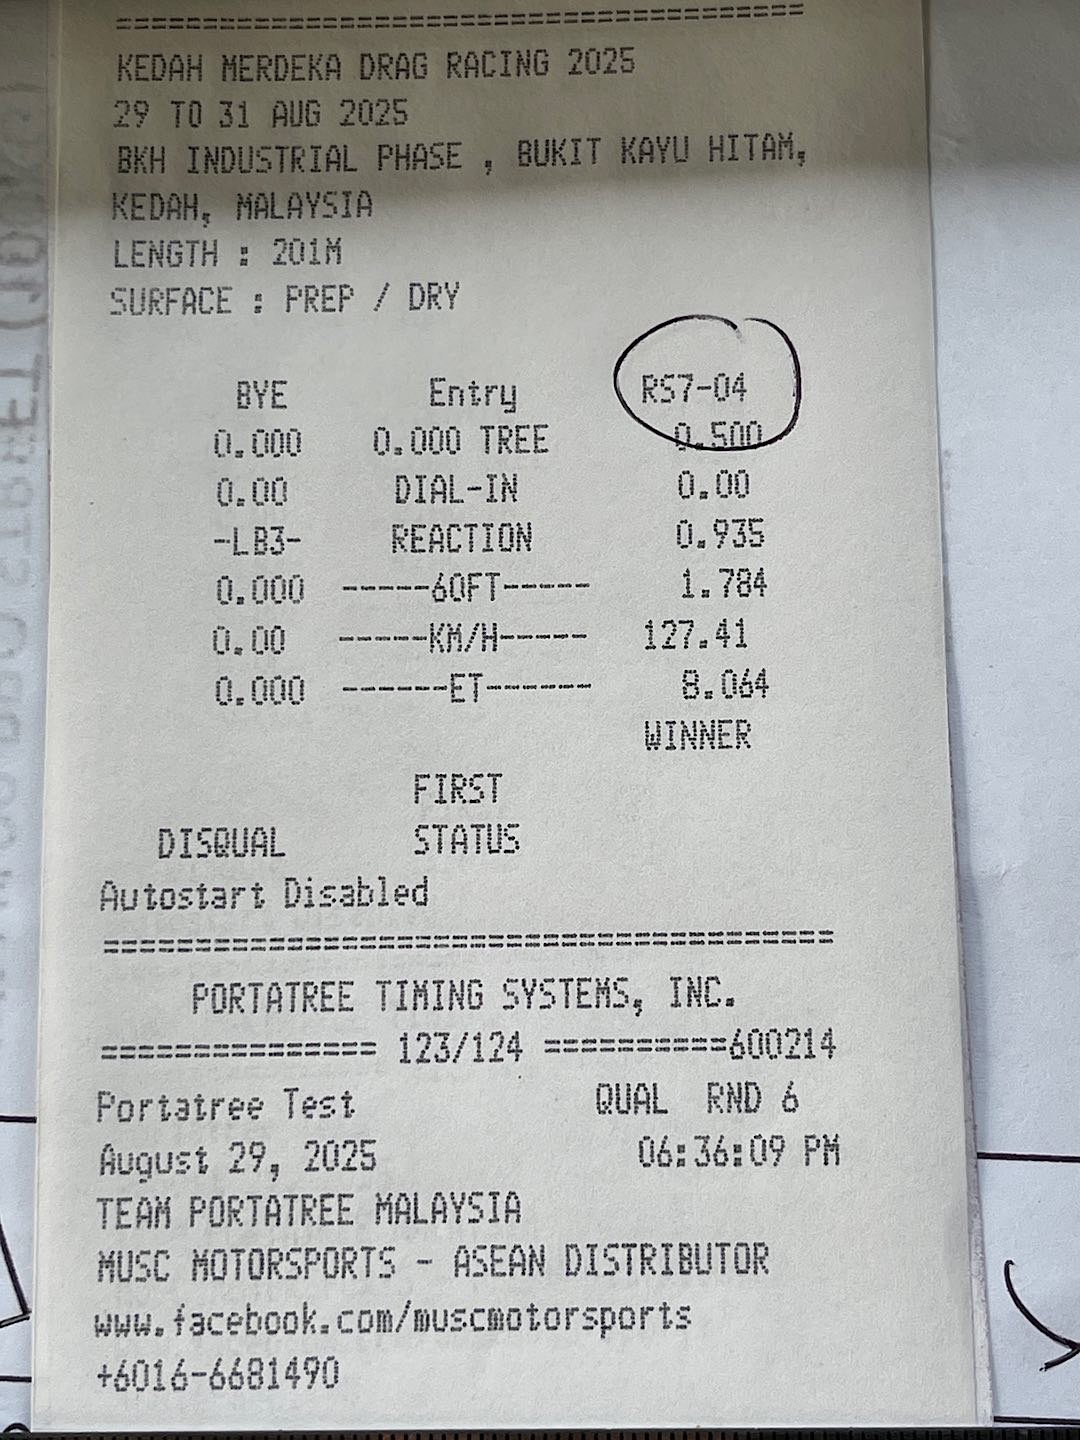 =======================================
KEDAH MERDEKA DRAG RACING 2025
29 TO 31 AUG 2025
BKH INDUSTRIAL PHASE , BUKIT KAYU HITAM,
KEDAH, MALAYSIA
LENGTH : 201M
SURFACE : PREP / DRY
BYE Entry RS7-04
0.000 0.000 TREE 0.500
0.00 DIAL-IN 0.00
-LB3- REACTION 0.935
0.000 -----60FT----- 1.784
0.00 -----KM/H----- 127.41
0.000 ------ET------ 8.064
WINNER
FIRST
DISQUAL STATUS
Autostart Disabled
========================================
PORTATREE TIMING SYSTEMS, INC.
=============== 123/124 ==========600214
Portatree Test QUAL RND 6
August 29, 2025 06:36:09 PM
TEAM PORTATREE MALAYSIA
MUSC MOTORSPORTS - ASEAN DISTRIBUTOR
www.facebook.com/muscmotorsports
+6016-6681490